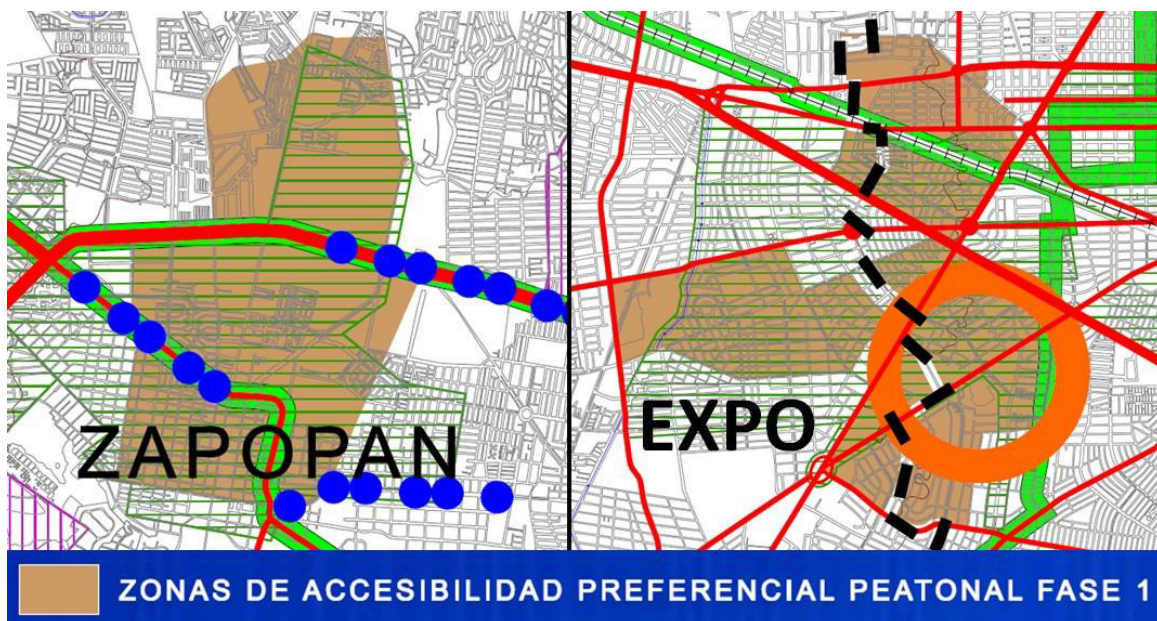 ZAPOPAN
EXPO
ZONAS DE ACCESIBILIDAD PREFERENCIAL PEATONAL FASE 1